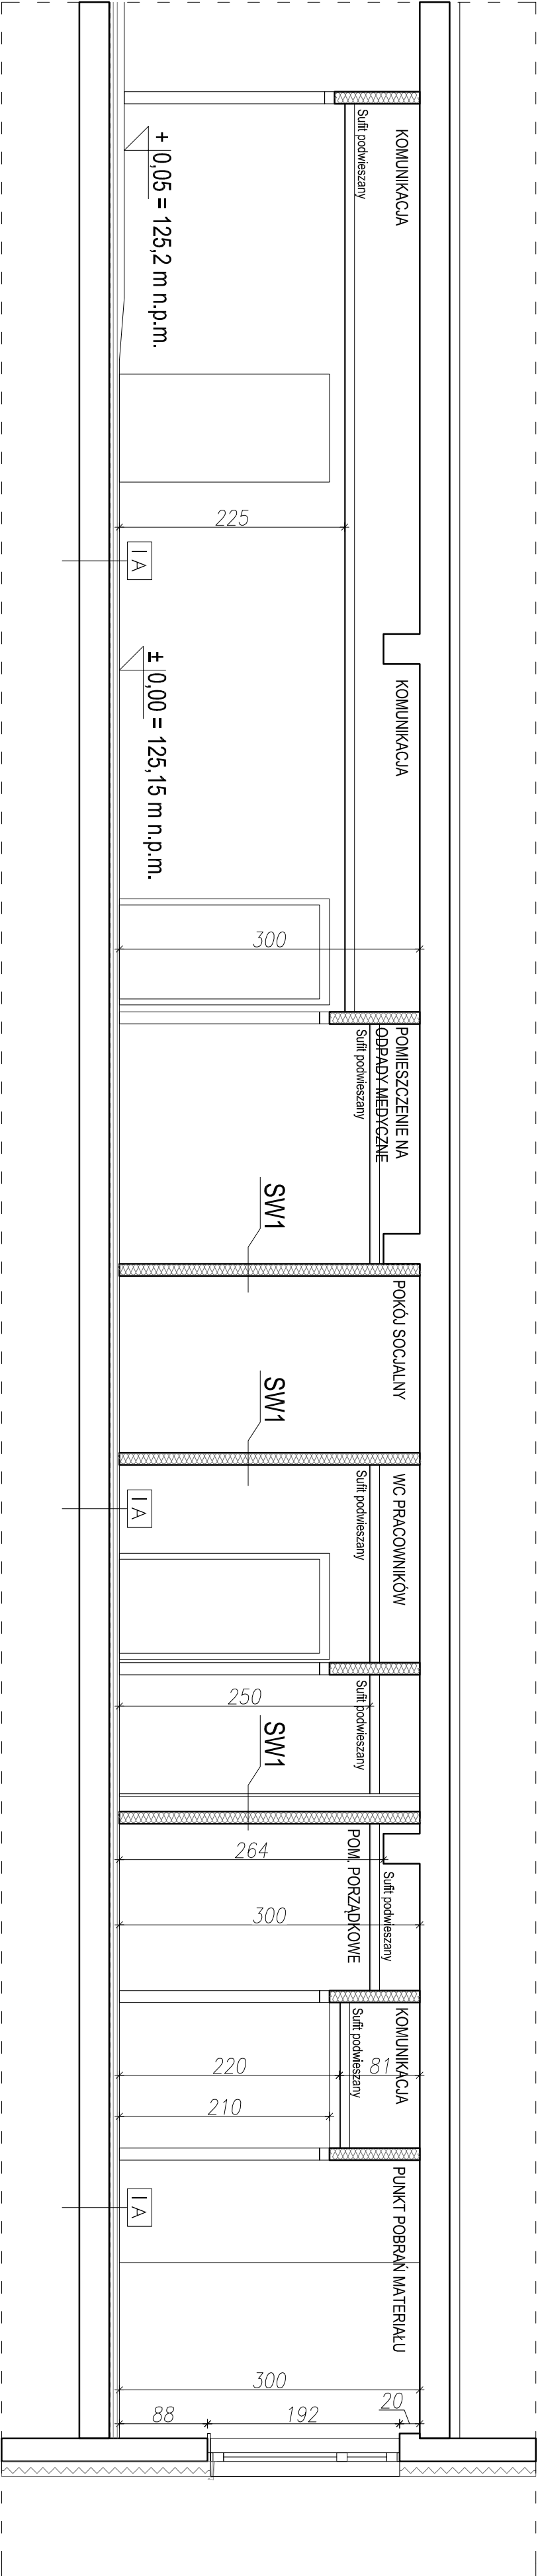 KOMUNIKACJA
Sufit podwieszany
+ 0,05 = 125,2 m n.p.m.
225
I A
KOMUNIKACJA
± 0,00 = 125,15 m n.p.m.
300
POMIESZCZENIE NA
ODPADY MEDYCZNE
Sufit podwieszany
SW1
POKÓJ SOCJALNY
SW1
WC PRACOWNIKÓW
Sufit podwieszany
I A
Sufit podwieszany
250
SW1
POM. PORZĄDKOWE
264
Sufit podwieszany
300
KOMUNIKACJA
Sufit podwieszany
81
220
210
PUNKT POBRAŃ MATERIAŁU
I A
300
20
192
88